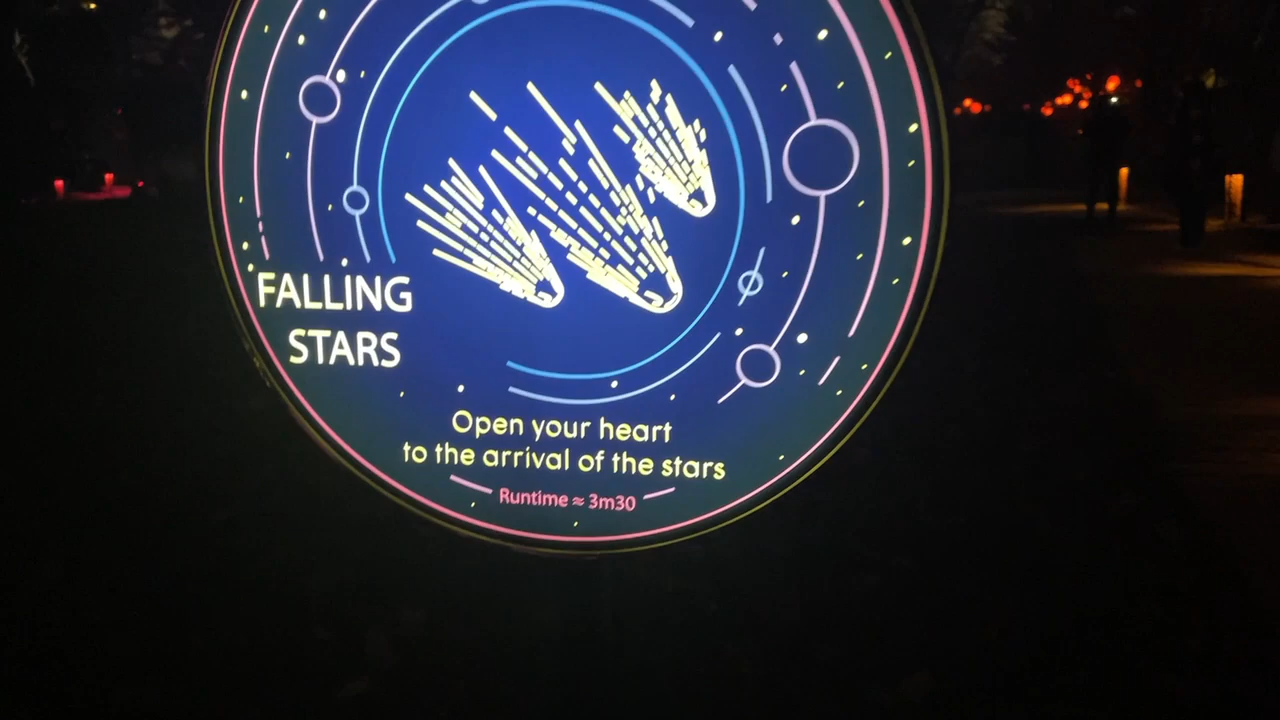 FALLING
STARS
Open your heart
to the arrival of the stars
Runtime ≈ 3m30